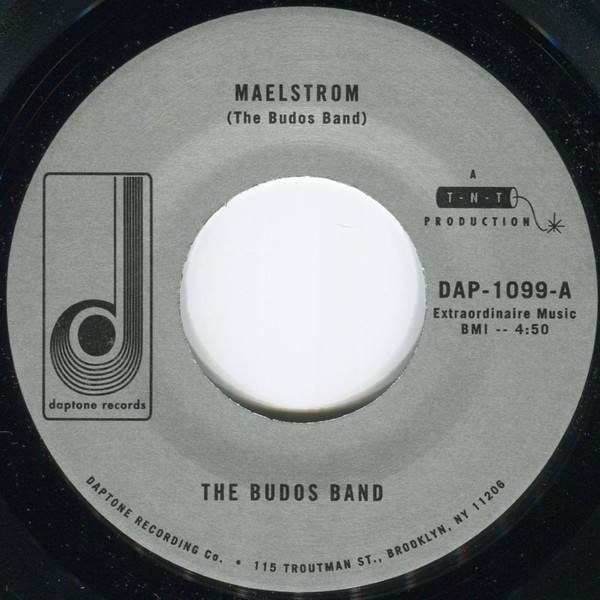 MAELSTROM
(The Budos Band)
A
T-N-T
PRODUCTION
DAP-1099-A
Extraordinaire Music
BMI -- 4:50
daptone records
THE BUDOS BAND
DAPTONE RECORDING Co. • 115 TROUTMAN ST., BROOKLYN, NY 11206